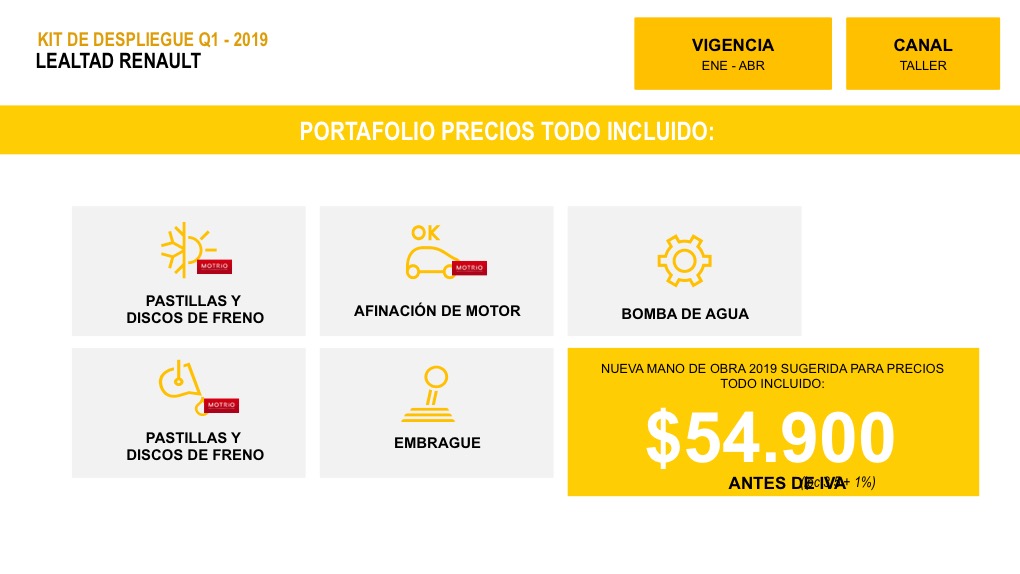 KIT DE DESPLIEGUE Q1 - 2019
LEALTAD RENAULT
VIGENCIA
ENE - ABR
CANAL
TALLER
PORTAFOLIO PRECIOS TODO INCLUIDO:
MOTRIO
PASTILLAS Y
DISCOS DE FRENO
OK
MOTRIO
AFINACIÓN DE MOTOR
BOMBA DE AGUA
MOTRIO
PASTILLAS Y
DISCOS DE FRENO
EMBRAGUE
NUEVA MANO DE OBRA 2019 SUGERIDA PARA PRECIOS
TODO INCLUIDO:
$54.900
ANTES DE IVA
+ 1%)